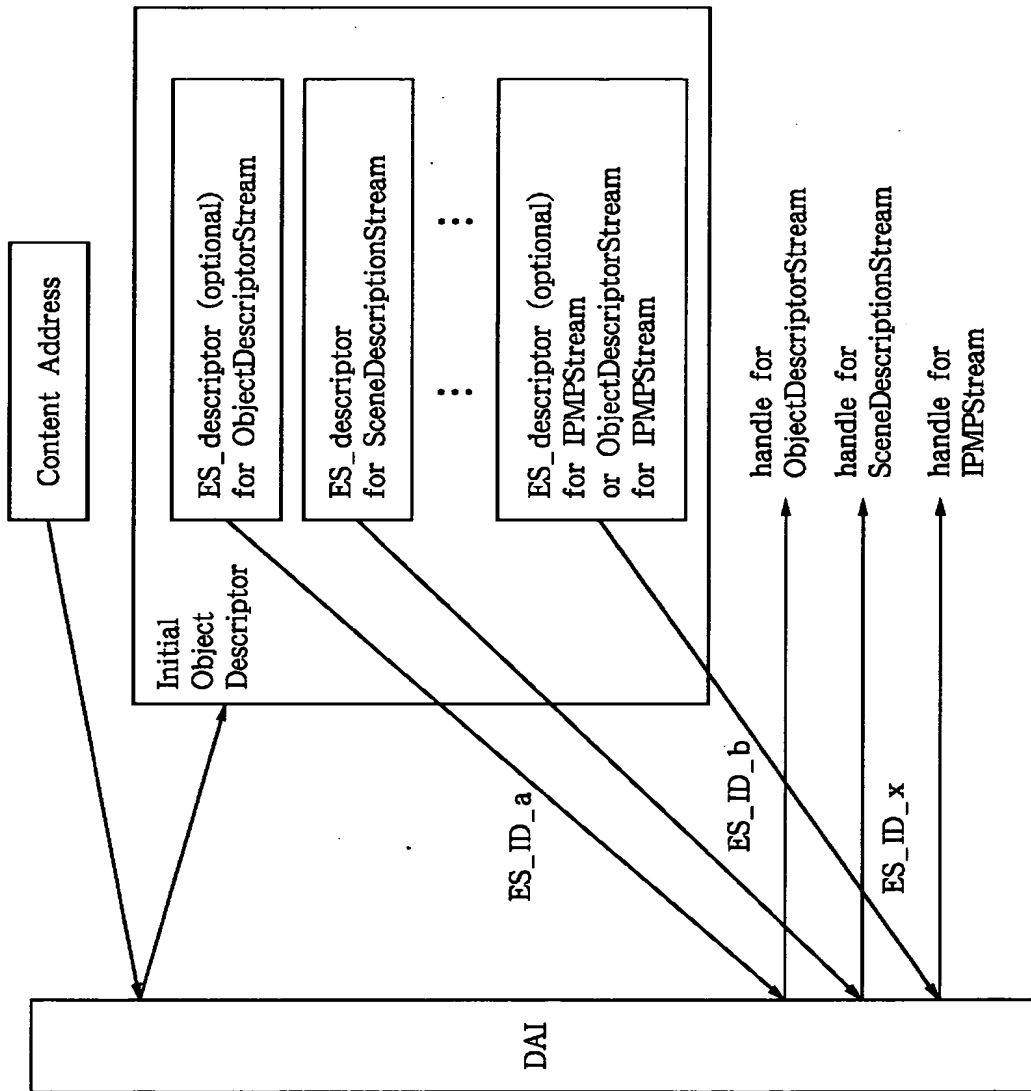 Content Address
Initial
Object
Descriptor
ES_descriptor (optional)
for ObjectDescriptorStream
ES_descriptor
for SceneDescriptionStream
ES_descriptor (optional)
for IPMPStream
or ObjectDescriptorStream
for IPMPStream
ES_ID_a
ES_ID_b
ES_ID_x
handle for
ObjectDescriptorStream
handle for
SceneDescriptionStream
handle for
IPMPStream
DAI